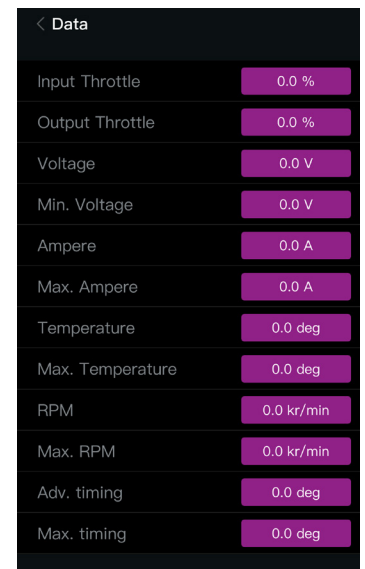 < Data
Input Throttle 0.0 %
Output Throttle 0.0 %
Voltage 0.0 V
Min. Voltage 0.0 V
Ampere 0.0 A
Max. Ampere 0.0 A
Temperature 0.0 deg
Max. Temperature 0.0 deg
RPM 0.0 kr/min
Max. RPM 0.0 kr/min
Adv. timing 0.0 deg
Max. timing 0.0 deg